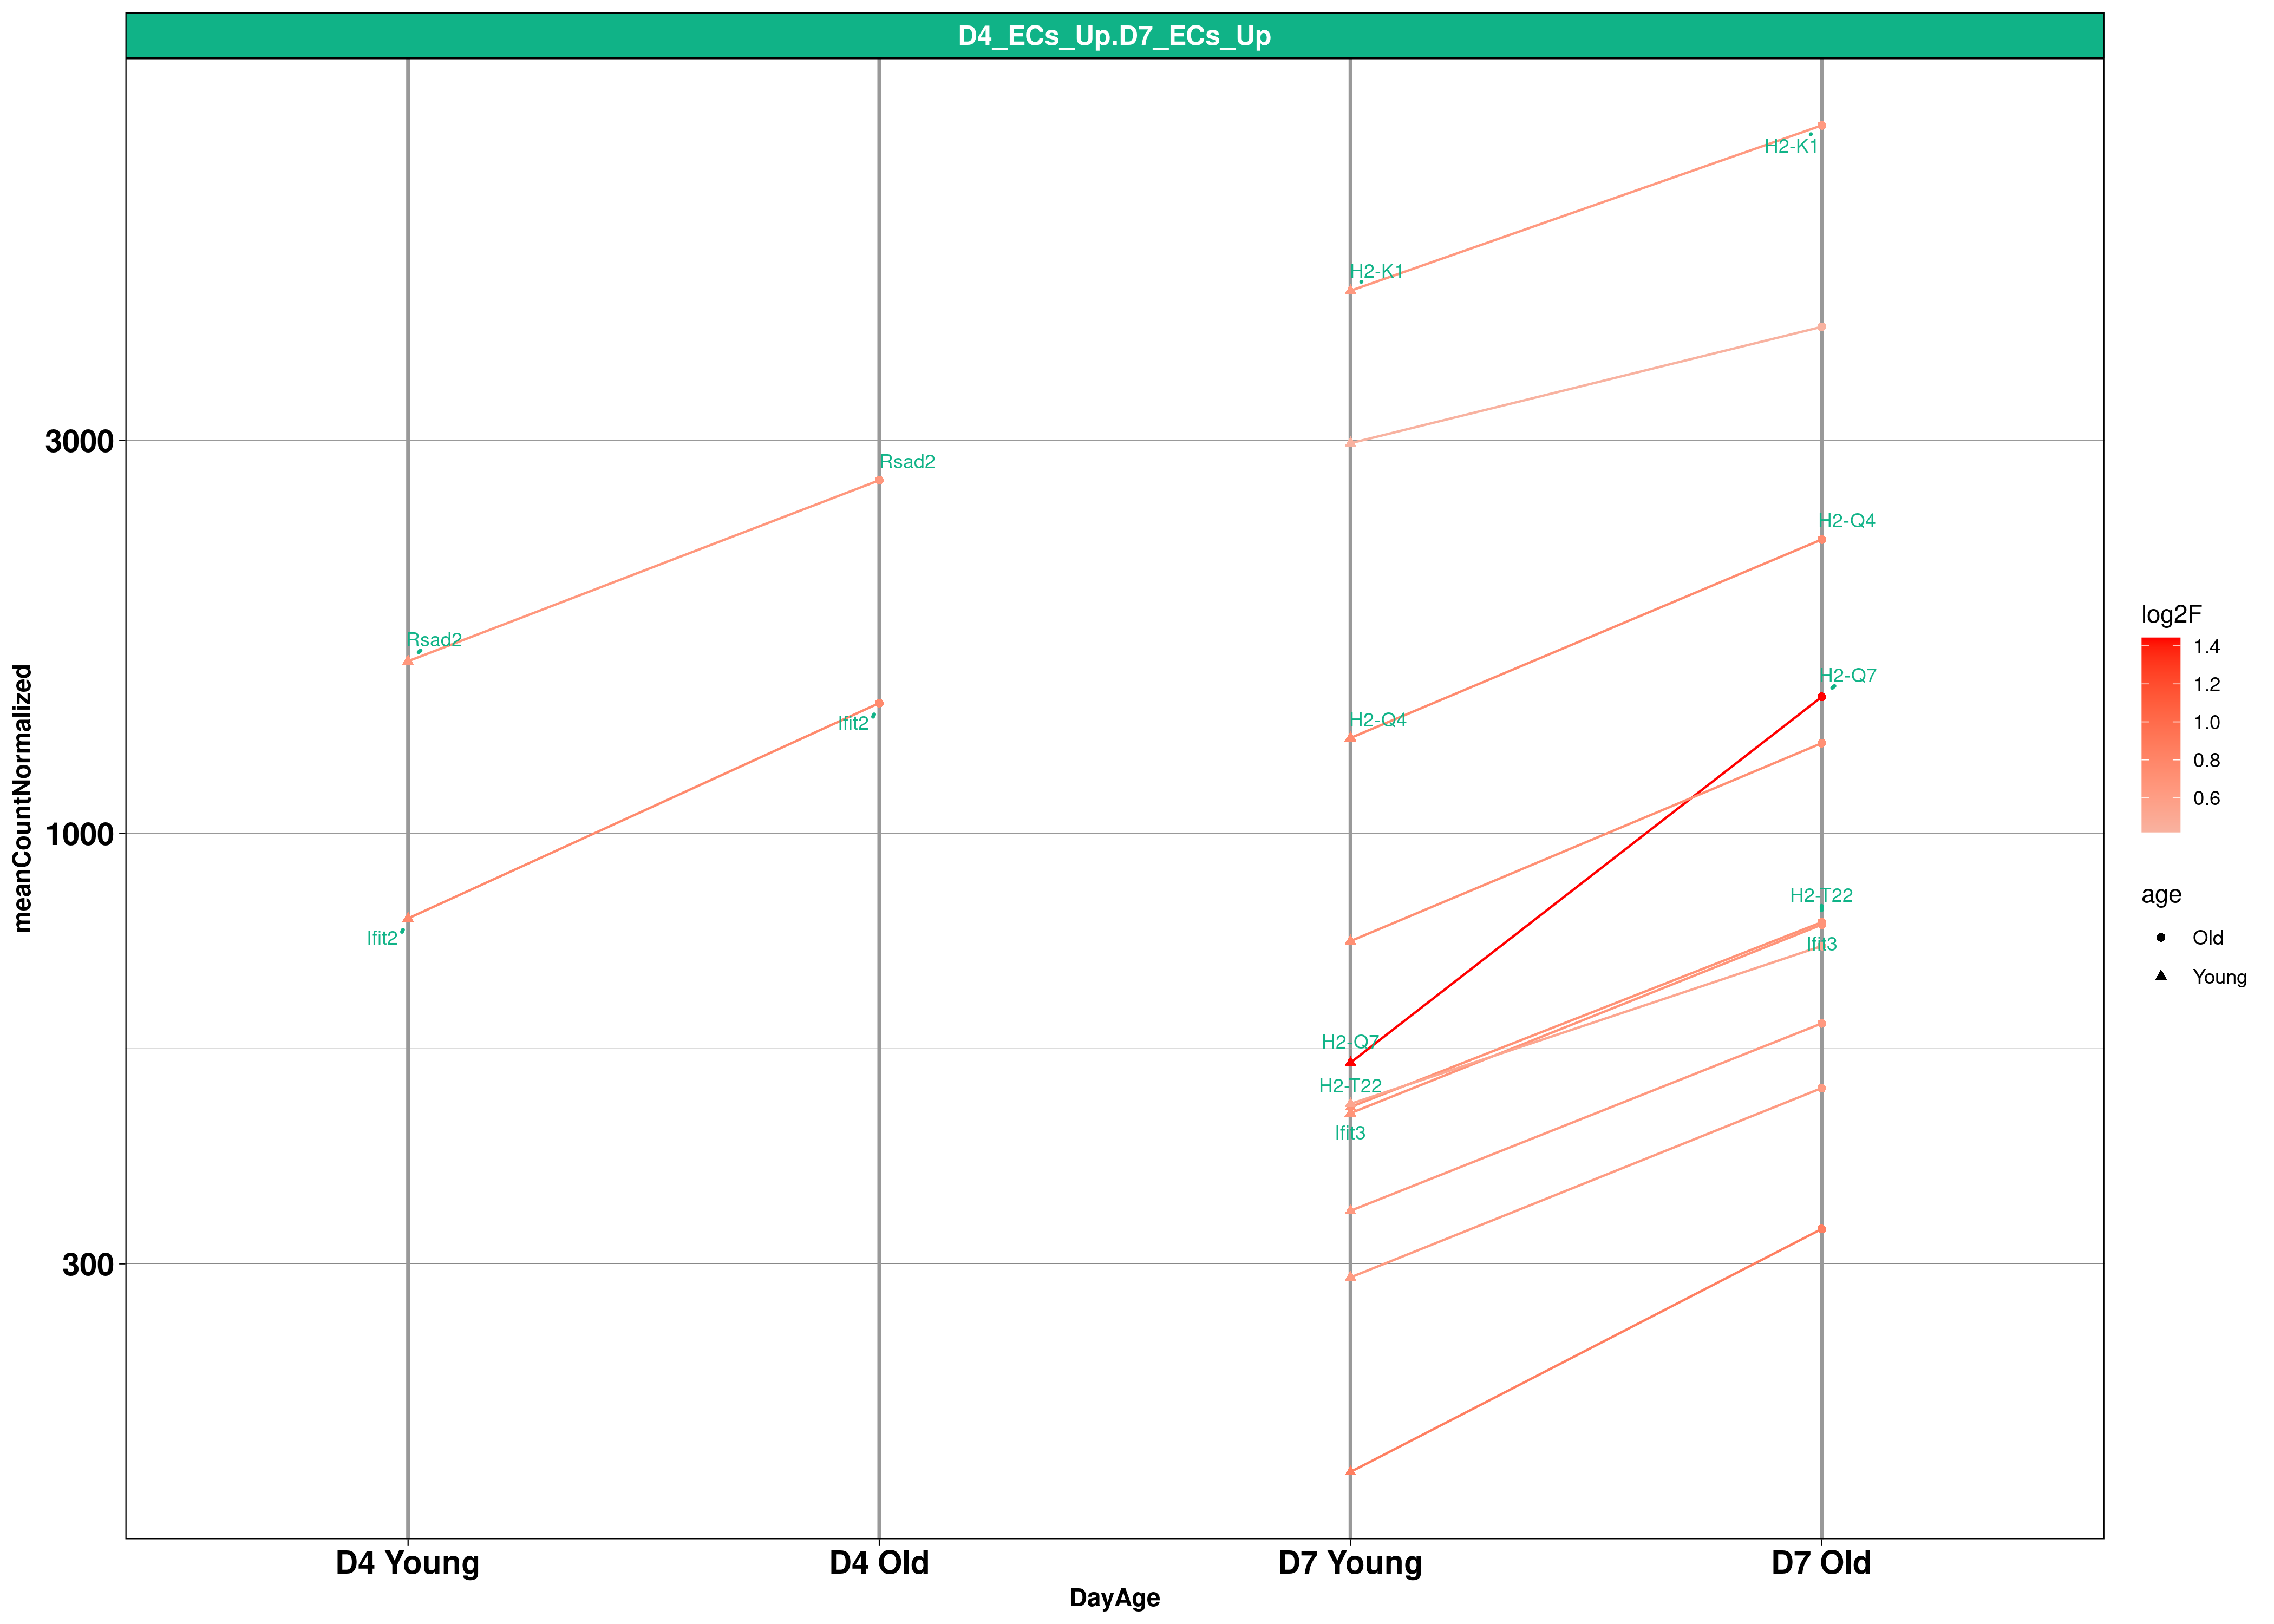 D4_ECs_Up.D7_ECs_Up
meanCountNormalized
3000
1000
300
H2-K1
H2-K1
Rsad2
H2-Q4
Rsad2
H2-Q7
H2-Q4
Ifit2
H2-T22
Ifit2
Ifit3
H2-Q7
H2-T22
Ifit3
D4 Young
D4 Old
D7 Young
D7 Old
DayAge
log2F
1.4
1.2
1.0
0.8
0.6
age
Old
Young